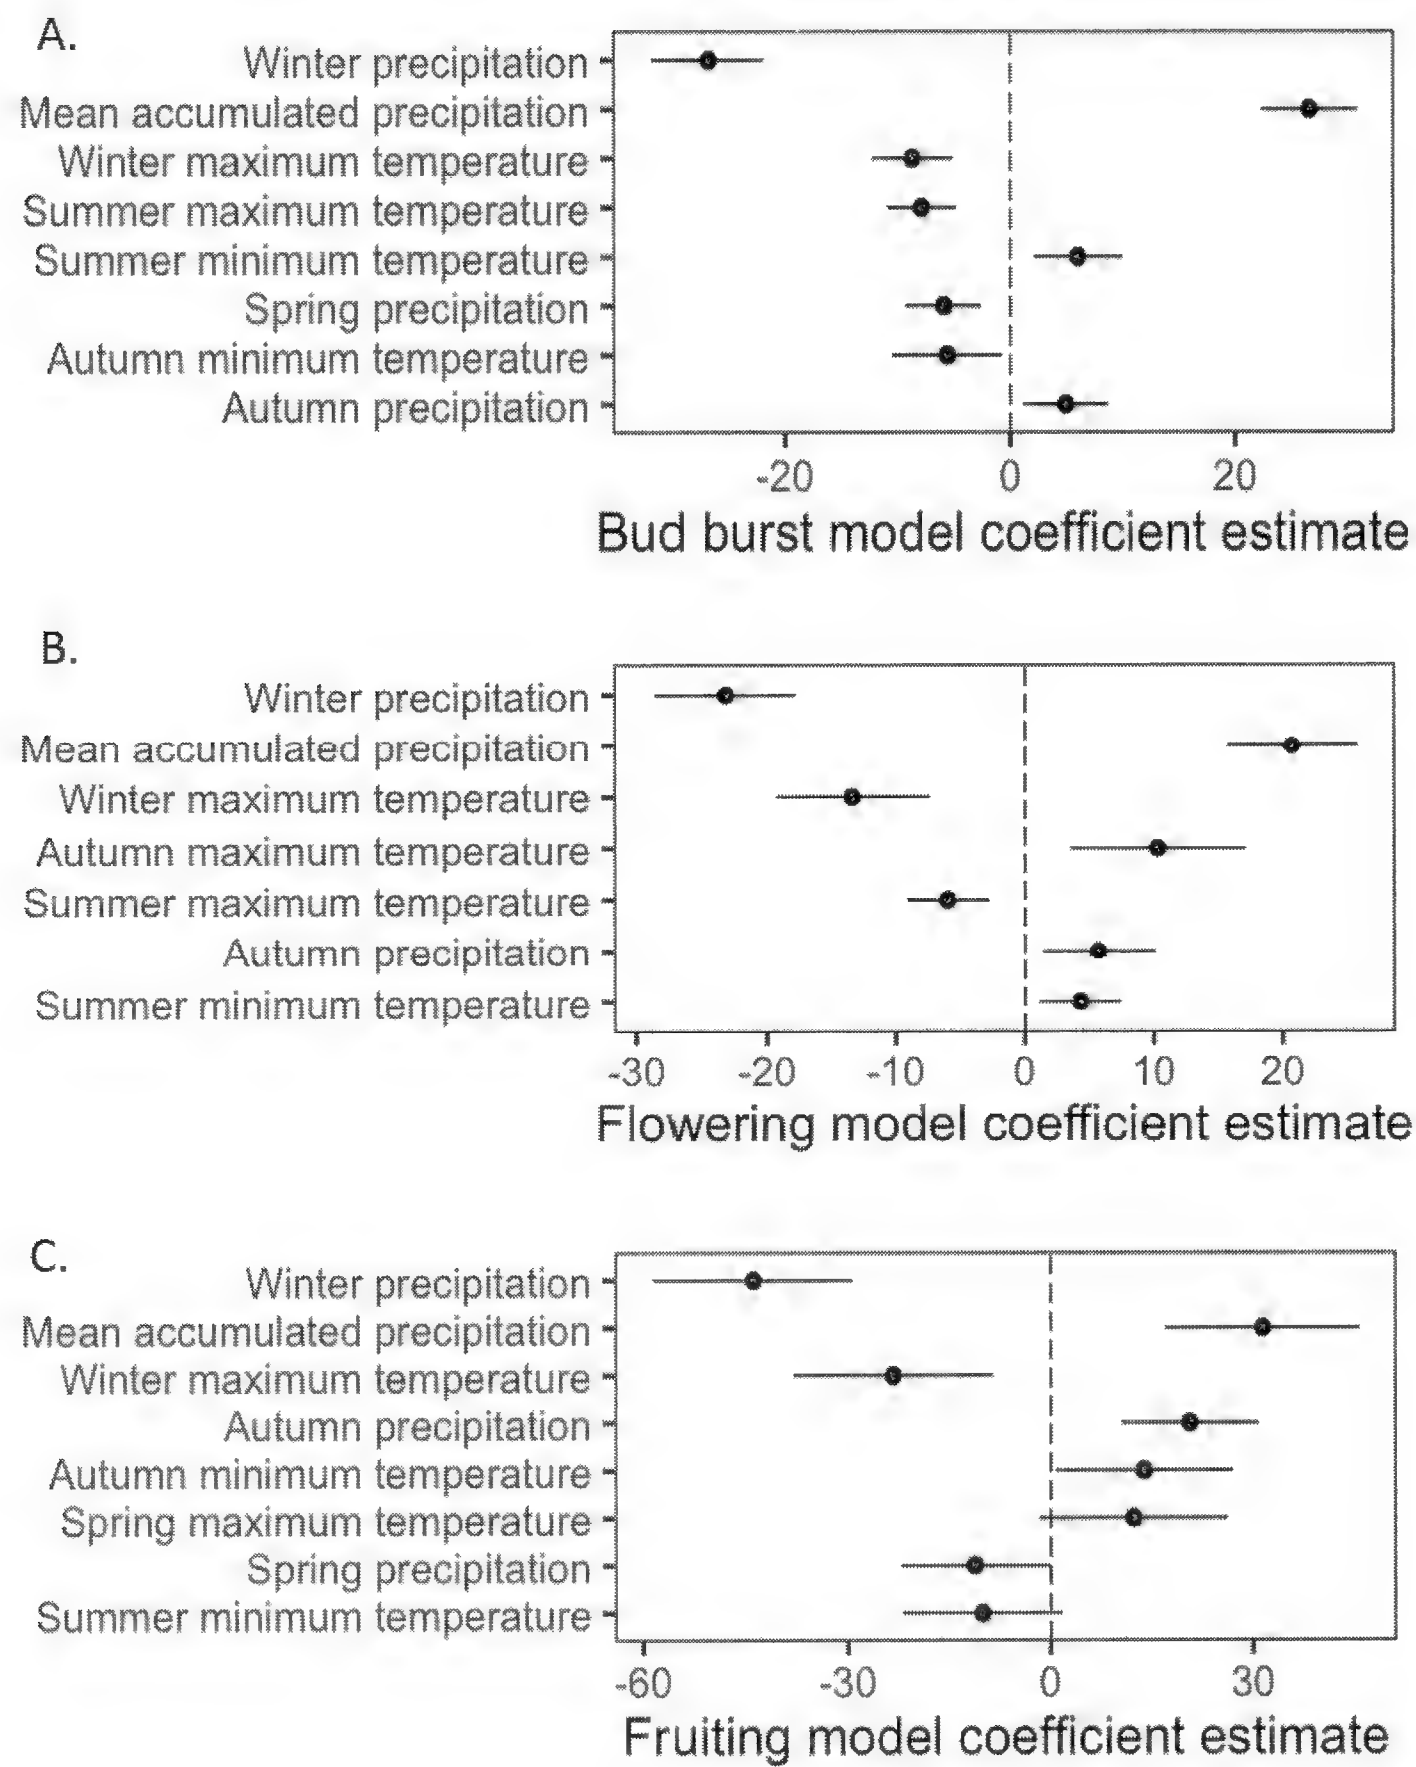 A.
Winter precipitation
Mean accumulated precipitation
Winter maximum temperature
Summer maximum temperature
Summer minimum temperature
Spring precipitation
Autumn minimum temperature
Autumn precipitation
-20 0 20
Bud burst model coefficient estimate
B.
Winter precipitation
Mean accumulated precipitation
Winter maximum temperature
Autumn maximum temperature
Summer maximum temperature
Autumn precipitation
Summer minimum temperature
-30 -20 -10 0 10 20
Flowering model coefficient estimate
C.
Winter precipitation
Mean accumulated precipitation
Winter maximum temperature
Autumn precipitation
Autumn minimum temperature
Spring maximum temperature
Spring precipitation
Summer minimum temperature
-60 -30 0 30
Fruiting model coefficient estimate